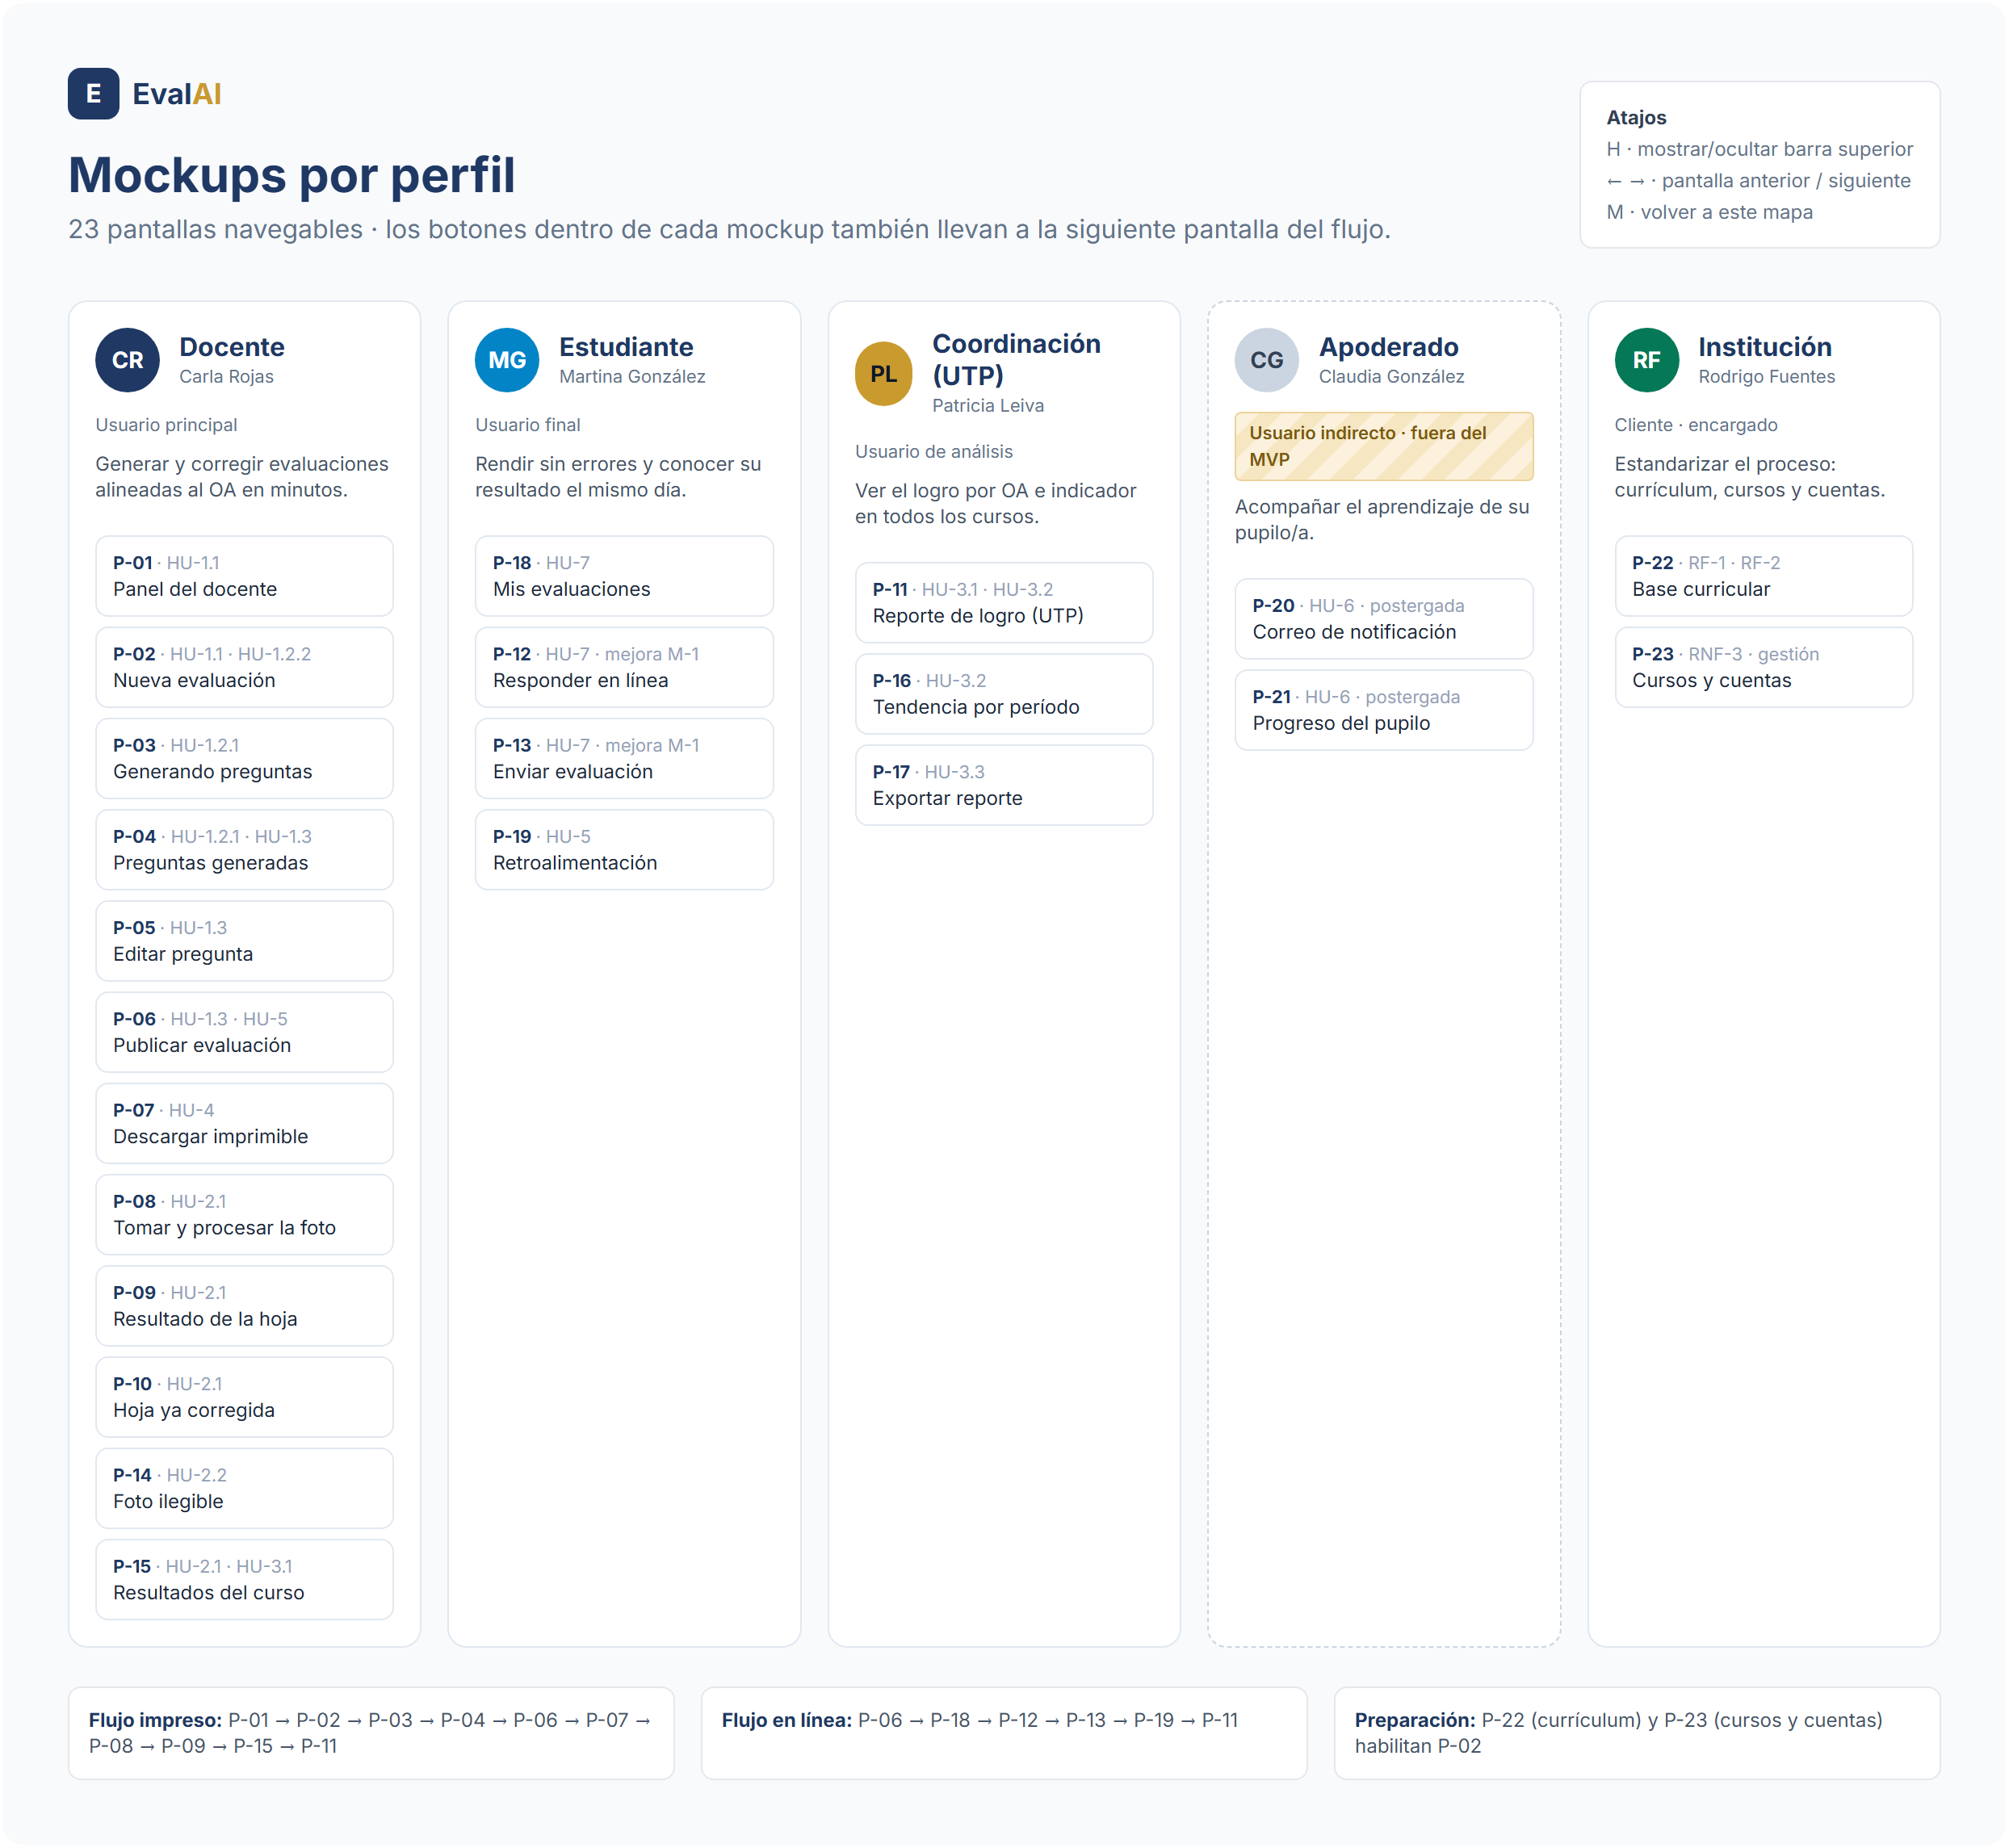 E EvalAI
Mockups por perfil
23 pantallas navegables · los botones dentro de cada mockup también llevan a la siguiente pantalla del flujo.
Atajos
H · mostrar/ocultar barra superior
← → · pantalla anterior / siguiente
M · volver a este mapa
CR
Docente
Carla Rojas
Usuario principal
Generar y corregir evaluaciones
alineadas al OA en minutos.
P-01 · HU-1.1
Panel del docente
P-02 · HU-1.1 · HU-1.2.2
Nueva evaluación
P-03 · HU-1.2.1
Generando preguntas
P-04 · HU-1.2.1 · HU-1.3
Preguntas generadas
P-05 · HU-1.3
Editar pregunta
P-06 · HU-1.3 · HU-5
Publicar evaluación
P-07 · HU-4
Descargar imprimible
P-08 · HU-2.1
Tomar y procesar la foto
P-09 · HU-2.1
Resultado de la hoja
P-10 · HU-2.1
Hoja ya corregida
P-14 · HU-2.2
Foto ilegible
P-15 · HU-2.1 · HU-3.1
Resultados del curso
MG
Estudiante
Martina González
Usuario final
Rendir sin errores y conocer su
resultado el mismo día.
P-18 · HU-7
Mis evaluaciones
P-12 · HU-7 · mejora M-1
Responder en línea
P-13 · HU-7 · mejora M-1
Enviar evaluación
P-19 · HU-5
Retroalimentación
PL
Coordinación
(UTP)
Patricia Leiva
Usuario de análisis
Ver el logro por OA e indicador
en todos los cursos.
P-11 · HU-3.1 · HU-3.2
Reporte de logro (UTP)
P-16 · HU-3.2
Tendencia por período
P-17 · HU-3.3
Exportar reporte
CG
Apoderado
Claudia González
Usuario indirecto · fuera del
MVP
Acompañar el aprendizaje de su
pupilo/a.
P-20 · HU-6 · postergada
Correo de notificación
P-21 · HU-6 · postergada
Progreso del pupilo
RF
Institución
Rodrigo Fuentes
Cliente · encargado
Estandarizar el proceso:
currículum, cursos y cuentas.
P-22 · RF-1 · RF-2
Base curricular
P-23 · RNF-3 · gestión
Cursos y cuentas
Flujo impreso: P-01 → P-02 → P-03 → P-04 → P-06 → P-07 →
P-08 → P-09 → P-15 → P-11
Flujo en línea: P-06 → P-18 → P-12 → P-13 → P-19 → P-11
Preparación: P-22 (currículum) y P-23 (cursos y cuentas)
habilitan P-02